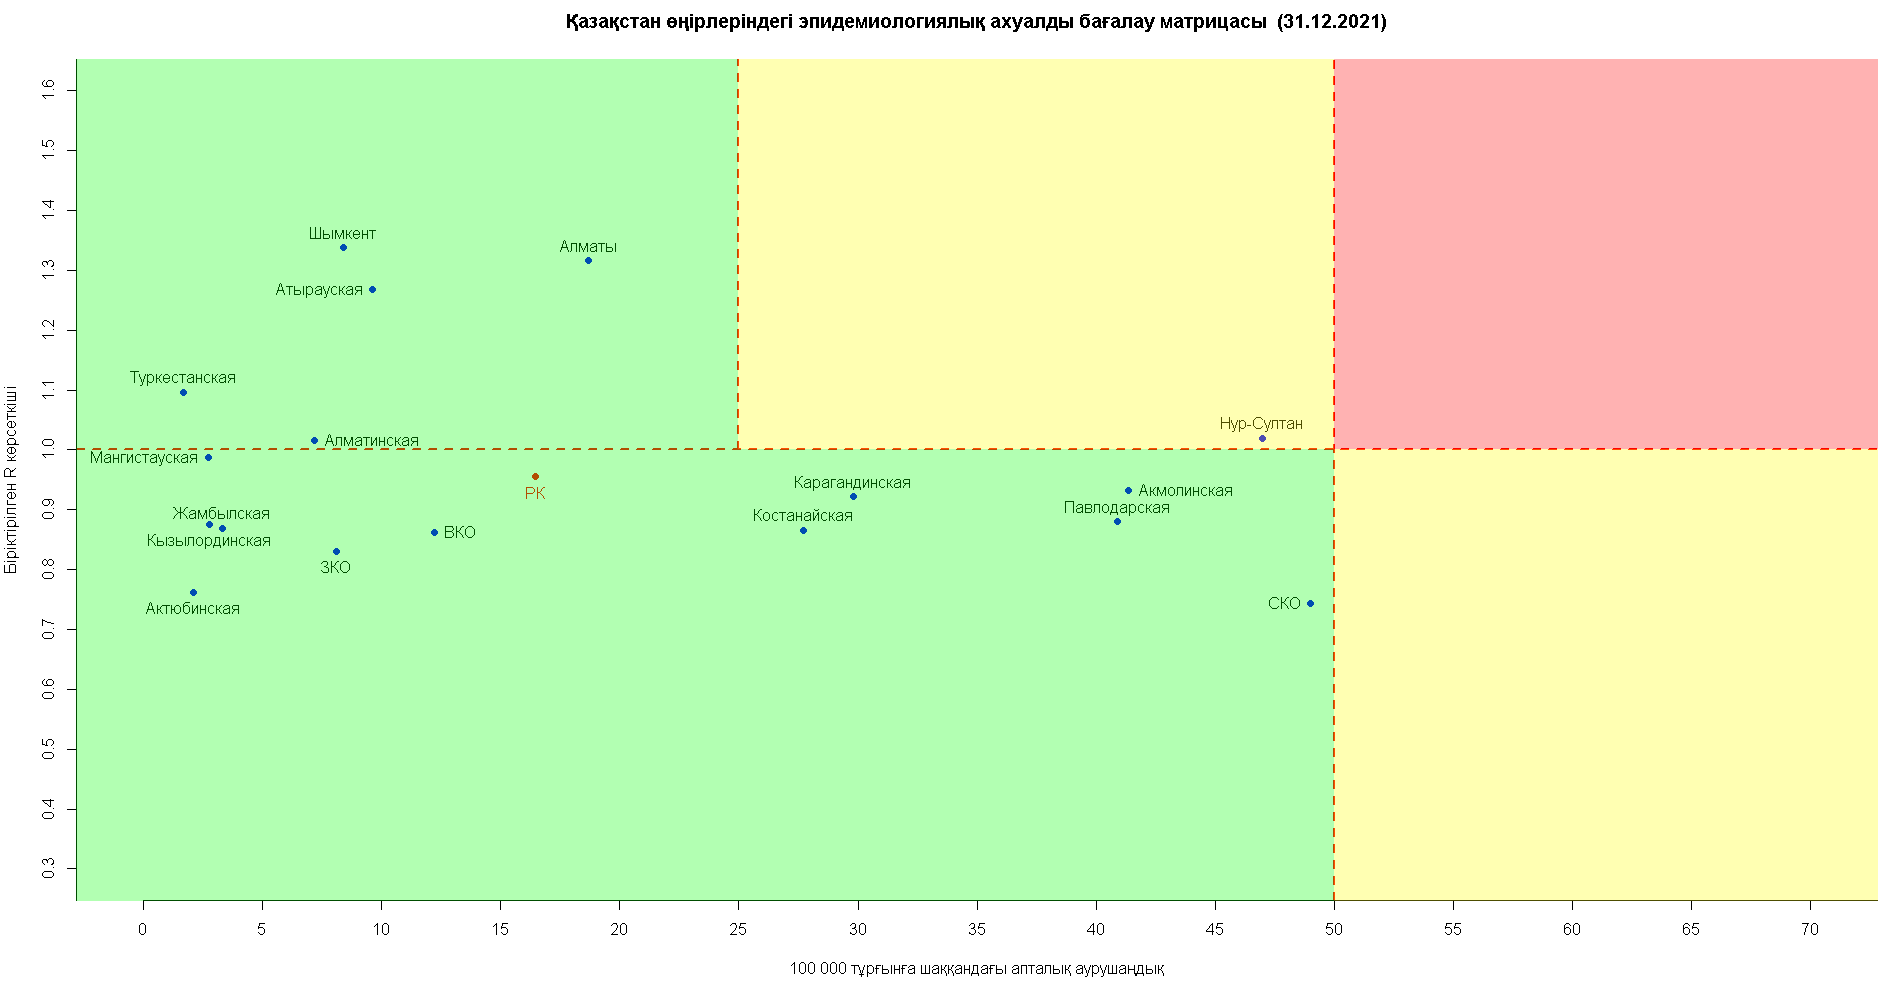 Қазақстан өңірлеріндегі эпидемиологиялық ахуалды бағалау матрицасы (31.12.2021)
Біріктірілген R көрсеткіші
1.6
1.5
1.4
1.3
1.2
1.1
1.0
0.9
0.8
0.7
0.6
0.5
0.4
0.3
Шымкент
Алматы
Атырауская
Туркестанская
Нур-Султан
Алматинская
Мангистауская
Карагандинская
Акмолинская
РК
Павлодарская
Жамбылская
Костанайская
ВКО
Кызылординская
ЗКО
СКО
Актюбинская
0 5 10 15 20 25 30 35 40 45 50 55 60 65 70
100 000 тұрғынға шаққандағы апталық аурушаңдық